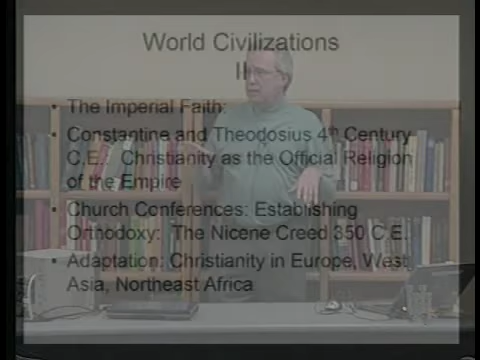 World Civilizations
II
• The Imperial Faith:
• Constantine and Theodosius 4th Century
C.E.: Christianity as the Official Religion
of the Empire
• Church Conferences: Establishing
Orthodoxy: The Nicene Creed 350 C.E.
• Adaptation: Christianity in Europe, West
Asia, Northeast Africa